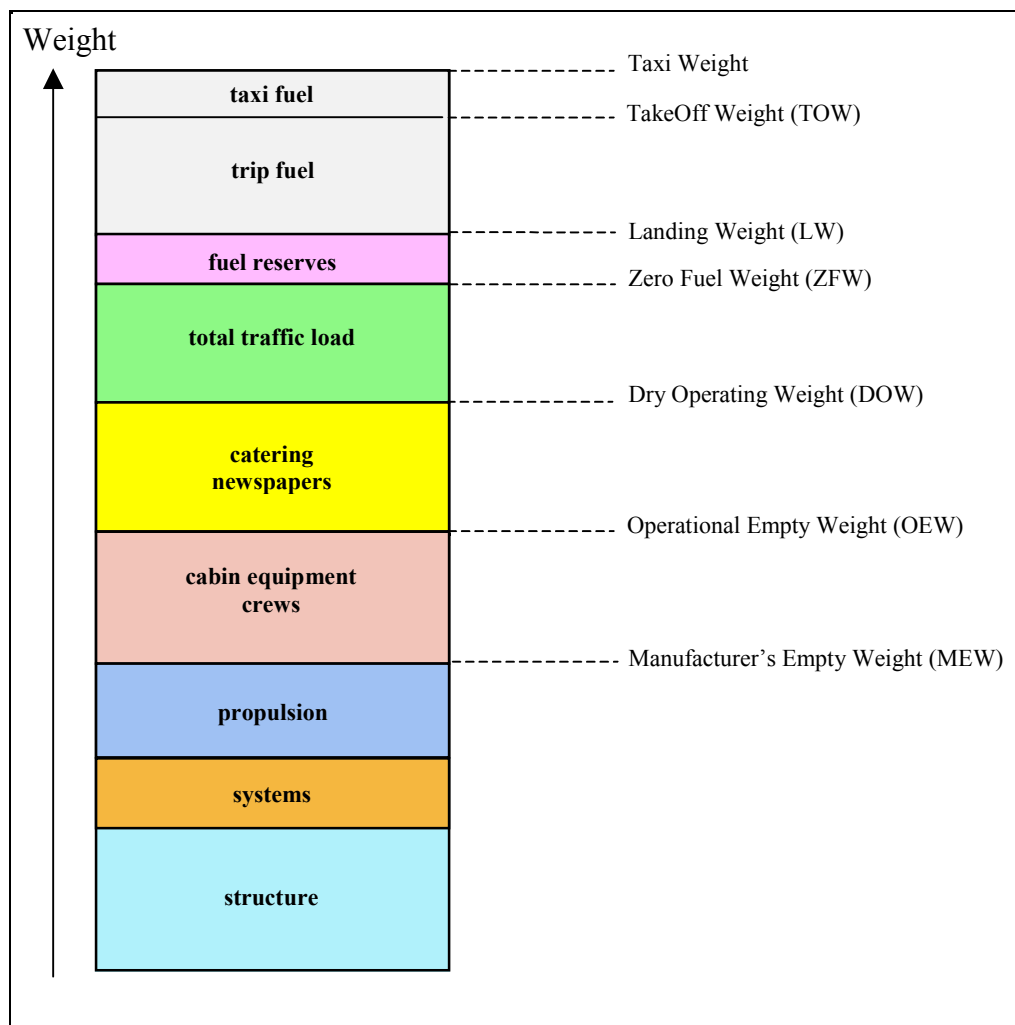 Weight
Taxi Weight
taxi fuel
TakeOff Weight (TOW)
trip fuel
Landing Weight (LW)
fuel reserves
Zero Fuel Weight (ZFW)
total traffic load
Dry Operating Weight (DOW)
catering
newspapers
Operational Empty Weight (OEW)
cabin equipment
crews
Manufacturer’s Empty Weight (MEW)
propulsion
systems
structure